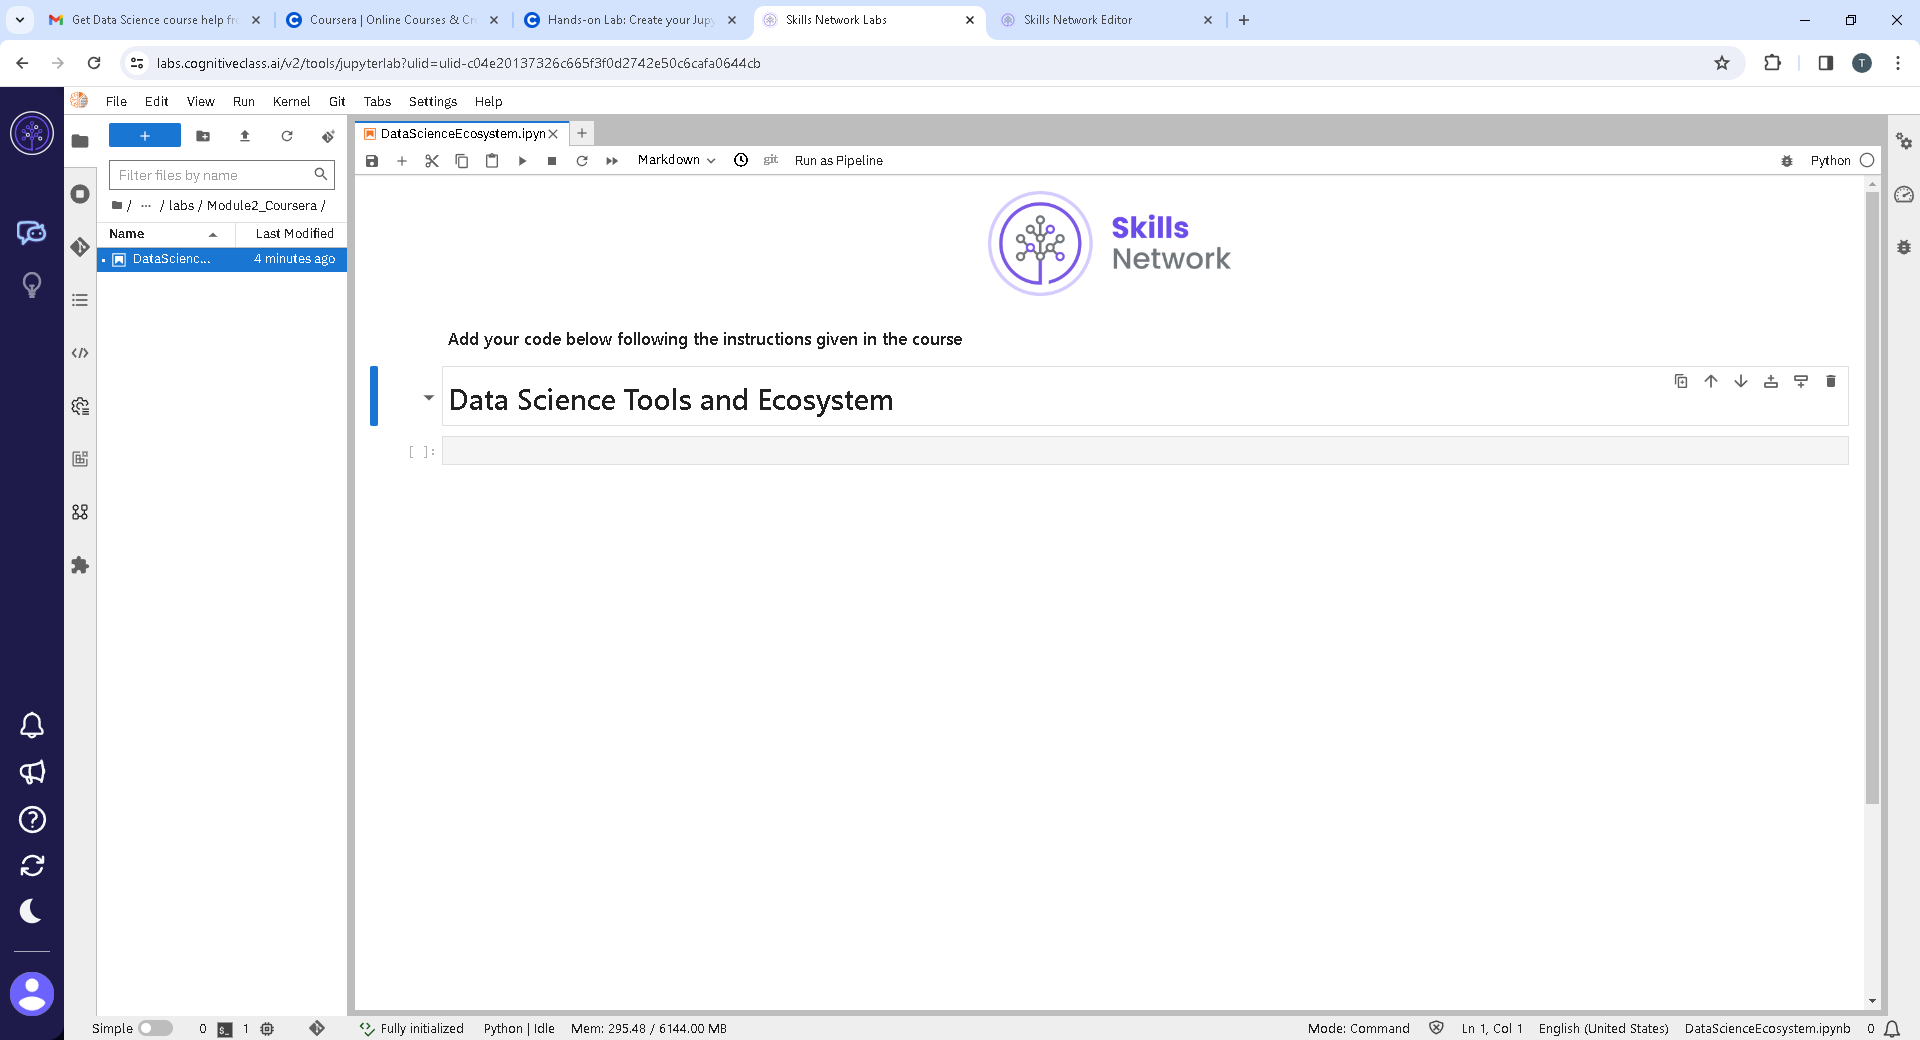 Get Data Science course help fr
Coursera | Online Courses & Cr
Hands-on Lab: Create your Jupy
Skills Network Labs
Skills Network Editor
labs.cognitiveclass.ai/v2/tools/jupyterlab?ulid=ulid-c04e20137326c665f3f0d2742e50c6cafa0644cb
T
File Edit View Run Kernel Git Tabs Settings Help
DataScienceEcosystem.ipyn
Markdown git Run as Pipeline Python
Filter files by name
/ ··· / labs / Module2_Coursera /
Name Last Modified
DataScienc... 4 minutes ago
Skills
Network
Add your code below following the instructions given in the course
Data Science Tools and Ecosystem
[ ]:
Simple 0 1 Fully initialized Python | Idle Mem: 295.48 / 6144.00 MB Mode: Command Ln 1, Col 1 English (United States) DataScienceEcosystem.ipynb 0